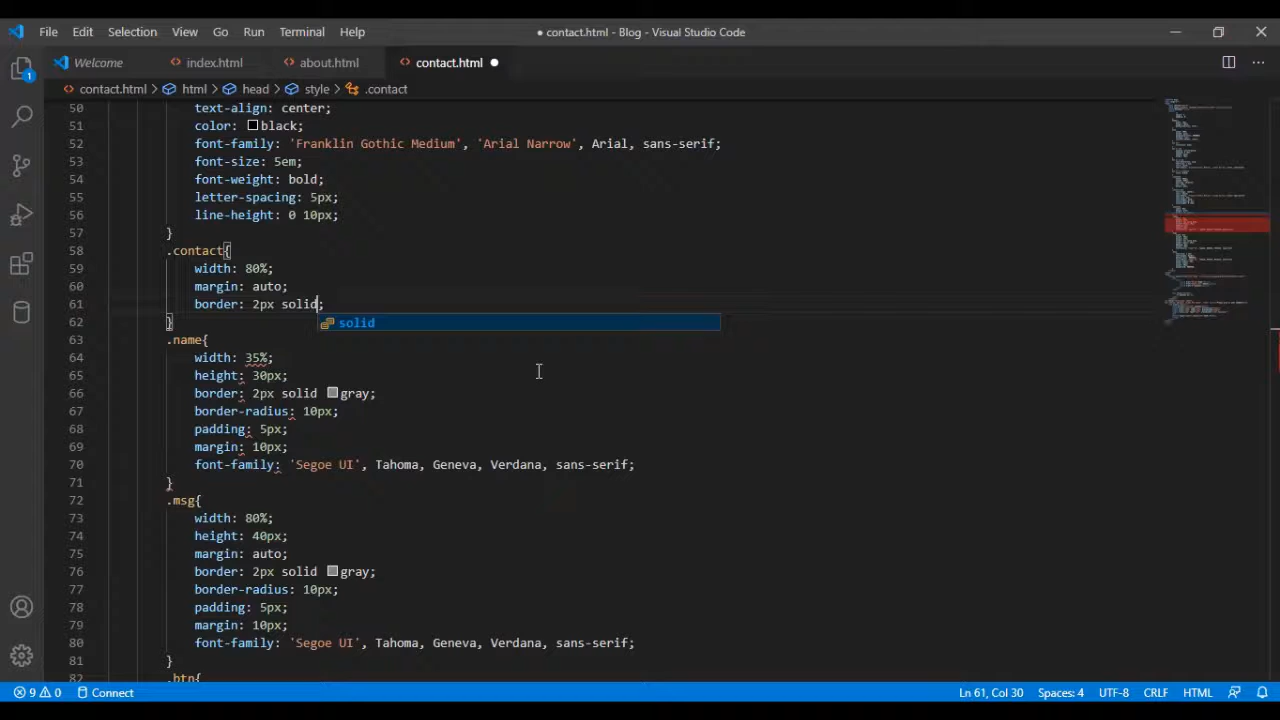 File Edit Selection View Go Run Terminal Help
● contact.html - Blog - Visual Studio Code
Welcome index.html about.html contact.html ●
contact.html > html > head > style > .contact
1
50 text-align: center;
51 color: black;
52 font-family: 'Franklin Gothic Medium', 'Arial Narrow', Arial, sans-serif;
53 font-size: 5em;
54 font-weight: bold;
55 letter-spacing: 5px;
56 line-height: 0 10px;
57 }
58 .contact{
59 width: 80%;
60 margin: auto;
61 border: 2px solid;
solid
62 }
63 .name{
64 width: 35%;
65 height: 30px;
66 border: 2px solid gray;
67 border-radius: 10px;
68 padding: 5px;
69 margin: 10px;
70 font-family: 'Segoe UI', Tahoma, Geneva, Verdana, sans-serif;
71 }
72 .msg{
73 width: 80%;
74 height: 40px;
75 margin: auto;
76 border: 2px solid gray;
77 border-radius: 10px;
78 padding: 5px;
79 margin: 10px;
80 font-family: 'Segoe UI', Tahoma, Geneva, Verdana, sans-serif;
81 }
82 .btn{
9 0 Connect Ln 61, Col 30 Spaces: 4 UTF-8 CRLF HTML